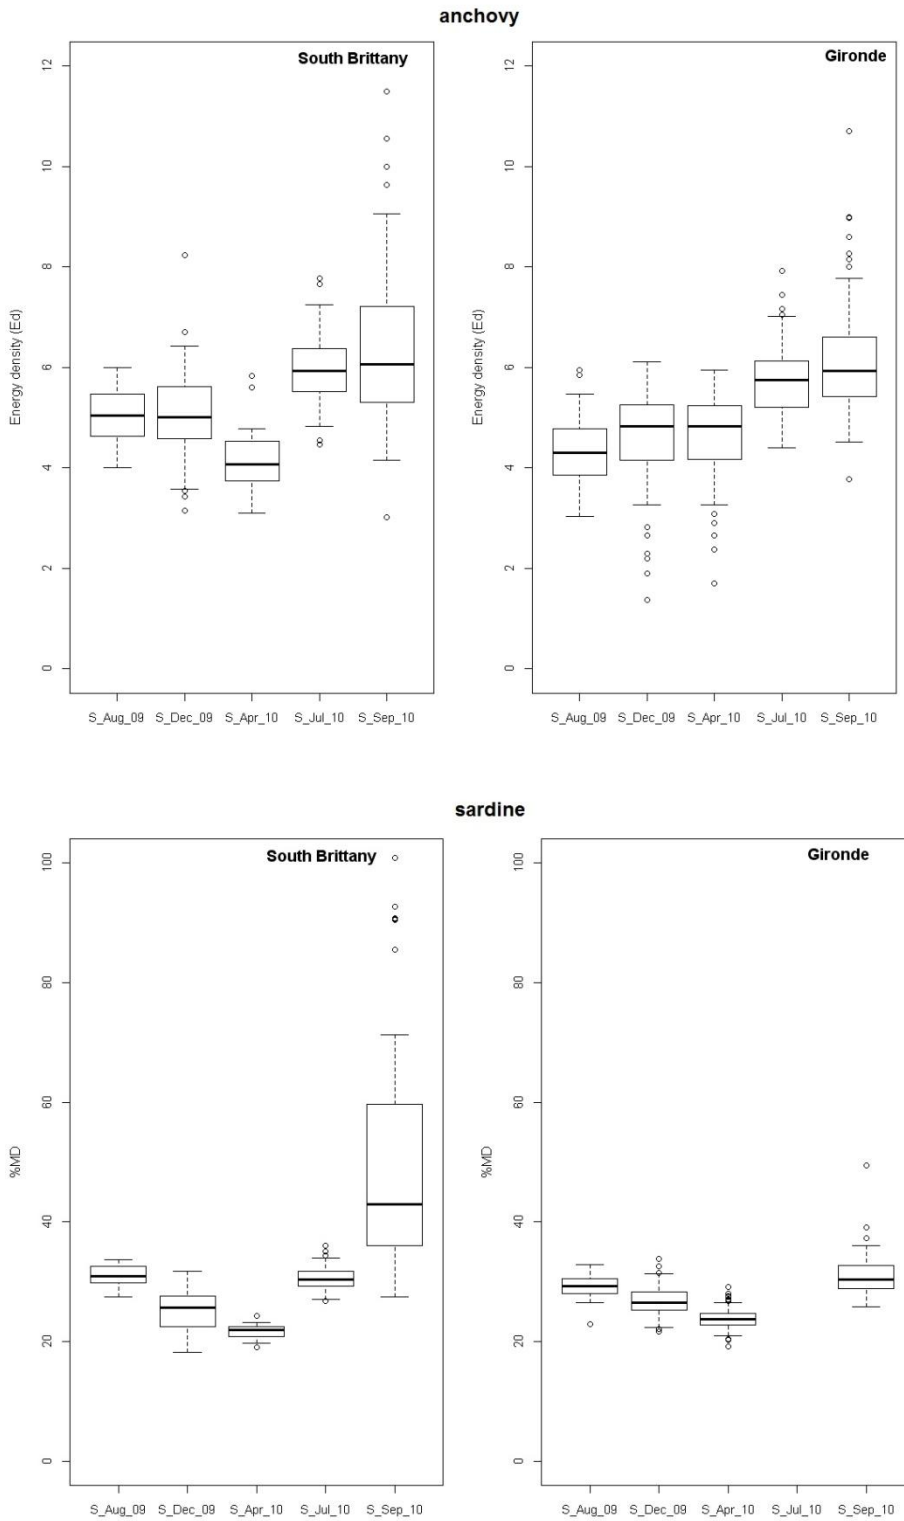 anchovy
South Brittany
Gironde
Energy density (Ed)
12
10
8
6
4
2
0
S_Aug_09 S_Dec_09 S_Apr_10 S_Jul_10 S_Sep_10
Energy density (Ed)
12
10
8
6
4
2
0
S_Aug_09 S_Dec_09 S_Apr_10 S_Jul_10 S_Sep_10
sardine
South Brittany
Gironde
%MD
100
80
60
40
20
0
S_Aug_09 S_Dec_09 S_Apr_10 S_Jul_10 S_Sep_10
%MD
100
80
60
40
20
0
S_Aug_09 S_Dec_09 S_Apr_10 S_Jul_10 S_Sep_10